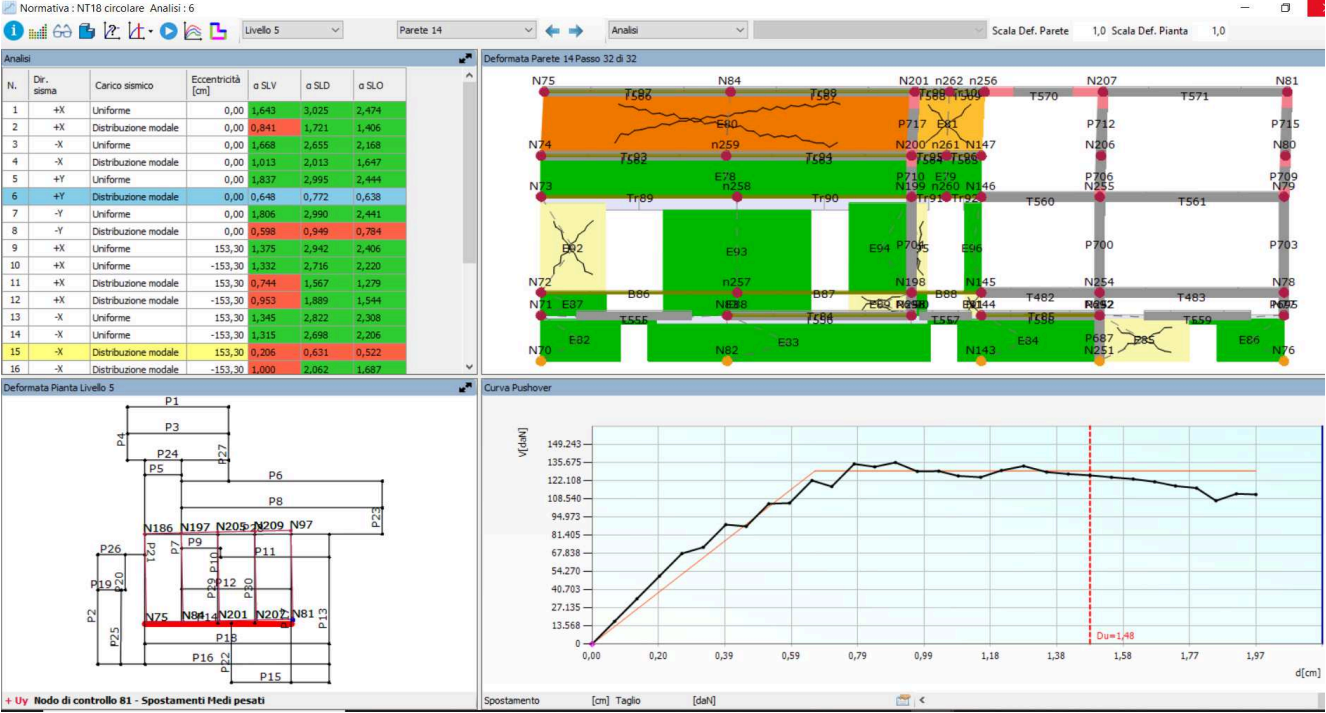 Normativa : NT18 circolare Analisi : 6
Livello 5
Parete 14
Analisi
Scala Def. Parete 1,0 Scala Def. Pianta 1,0
Analisi
N. Dir. sisma Carico sismico Eccentricità [cm] α SLV α SLD α SLO
1 +X Uniforme 0,00 1,643 3,025 2,474
2 +X Distribuzione modale 0,00 0,841 1,721 1,406
3 -X Uniforme 0,00 1,668 2,655 2,168
4 -X Distribuzione modale 0,00 1,013 2,013 1,647
5 +Y Uniforme 0,00 1,837 2,995 2,444
6 +Y Distribuzione modale 0,00 0,648 0,772 0,638
7 -Y Uniforme 0,00 1,806 2,990 2,441
8 -Y Distribuzione modale 0,00 0,598 0,949 0,784
9 +X Uniforme 153,30 1,375 2,942 2,406
10 +X Uniforme -153,30 1,332 2,716 2,220
11 +X Distribuzione modale 153,30 0,744 1,567 1,279
12 +X Distribuzione modale -153,30 0,953 1,889 1,544
13 -X Uniforme 153,30 1,345 2,822 2,308
14 -X Uniforme -153,30 1,315 2,698 2,206
15 -X Distribuzione modale 153,30 0,206 0,631 0,522
16 -X Distribuzione modale -153,30 1,000 2,062 1,687
Deformata Parete 14 Passo 32 di 32
N75 N84 N201 n262 n256 N207 N81
T570 T571
E80 P717 E81 P712 P715
N74 n259 N200 n261 N147 N206 N80
E78 P710 E79 P706 P709
N73 n258 N199 n260 N146 N255 N79
Tr89 Tr90 Tr91 Tr92 T560 T561
E92 E93 E94 E96 P700 P703
N72 n257 N198 N145 N254 N78
B86 B87 B88 T482 T483
N71 E87
T555 T557 T559
E82 E83 E84 P687 E85 E86
N70 N82 N143 N251 N76
Deformata Pianta Livello 5
P1
P4 P3
P24 P27
P5 P6
P8
P23
N186 N197 N205 N209 N97
P26 P21 P7 P9 P10 P11
P19 P20 P29 P12 P30
P2 N75 N84 P14 N201 N207 N81 P13
P25 P18
P16 P22
P15
+ Uy Nodo di controllo 81 - Spostamenti Medi pesati
Curva Pushover
V[daN]
149.243
135.675
122.108
108.540
94.973
81.405
67.838
54.270
40.703
27.135
13.568
0
Du=1,48
0,00 0,20 0,39 0,59 0,79 0,99 1,18 1,38 1,58 1,77 1,97
d[cm]
Spostamento [cm] Taglio [daN]